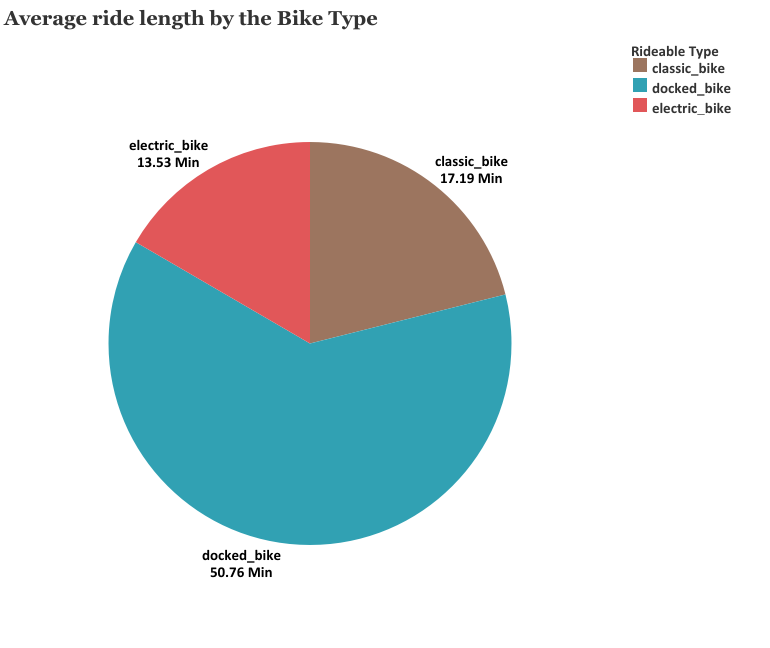 Average ride length by the Bike Type
Rideable Type
classic_bike
docked_bike
electric_bike
electric_bike
13.53 Min
classic_bike
17.19 Min
docked_bike
50.76 Min